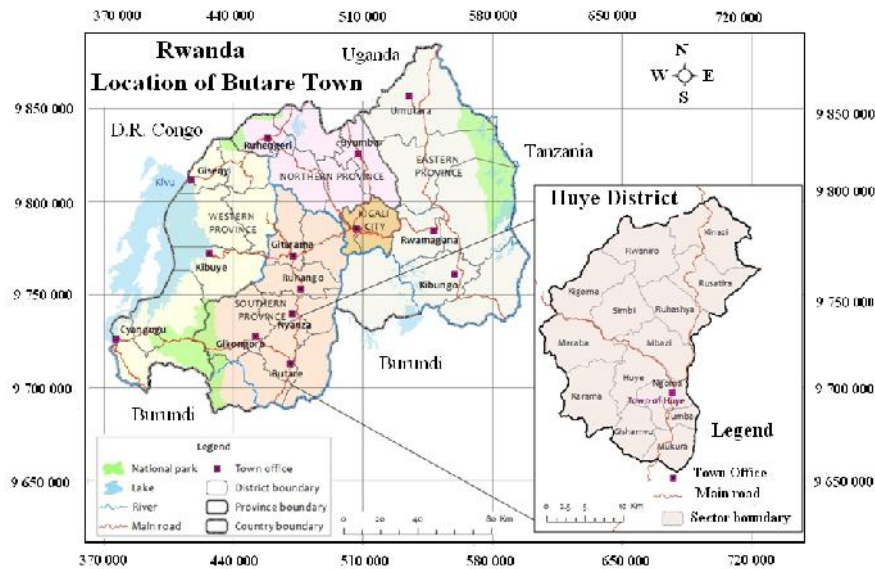 370 000 440 000 510 000 580 000 650 000 720 000
Rwanda
Location of Butare Town
Uganda
N
W E
S
9 850 000
9 850 000
Umutara
D.R. Congo
Ruhengeri
Byumba
Tanzania
EASTERN
PROVINCE
NORTHERN PROVINCE
Gisenyi
Kivu
9 800 000
9 800 000
WESTERN
PROVINCE
KIGALI
CITY
Gitarama
Rwamagana
Kibuye
Kibungo
Ruhango
9 750 000
9 750 000
SOUTHERN
PROVINCE
Nyanza
Cyangugu
Gikongoro
Burundi
Butare
9 700 000
9 700 000
Burundi
9 650 000
9 650 000
Legend
National park
Town office
Lake
District boundary
River
Province boundary
Main road
Country boundary
0 20 40 80 Km
Huye District
Kinazi
Rwaniro
Rusatira
Kigoma
Simbi
Ruhashya
Maraba
Mbazi
Huye
Ngoma
Karama
Town of Huye
Tumba
Gishamvu
Mukura
Legend
Town Office
Main road
Sector boundary
0 2.5 5 10 Km
370 000 440 000 510 000 580 000 650 000 720 000